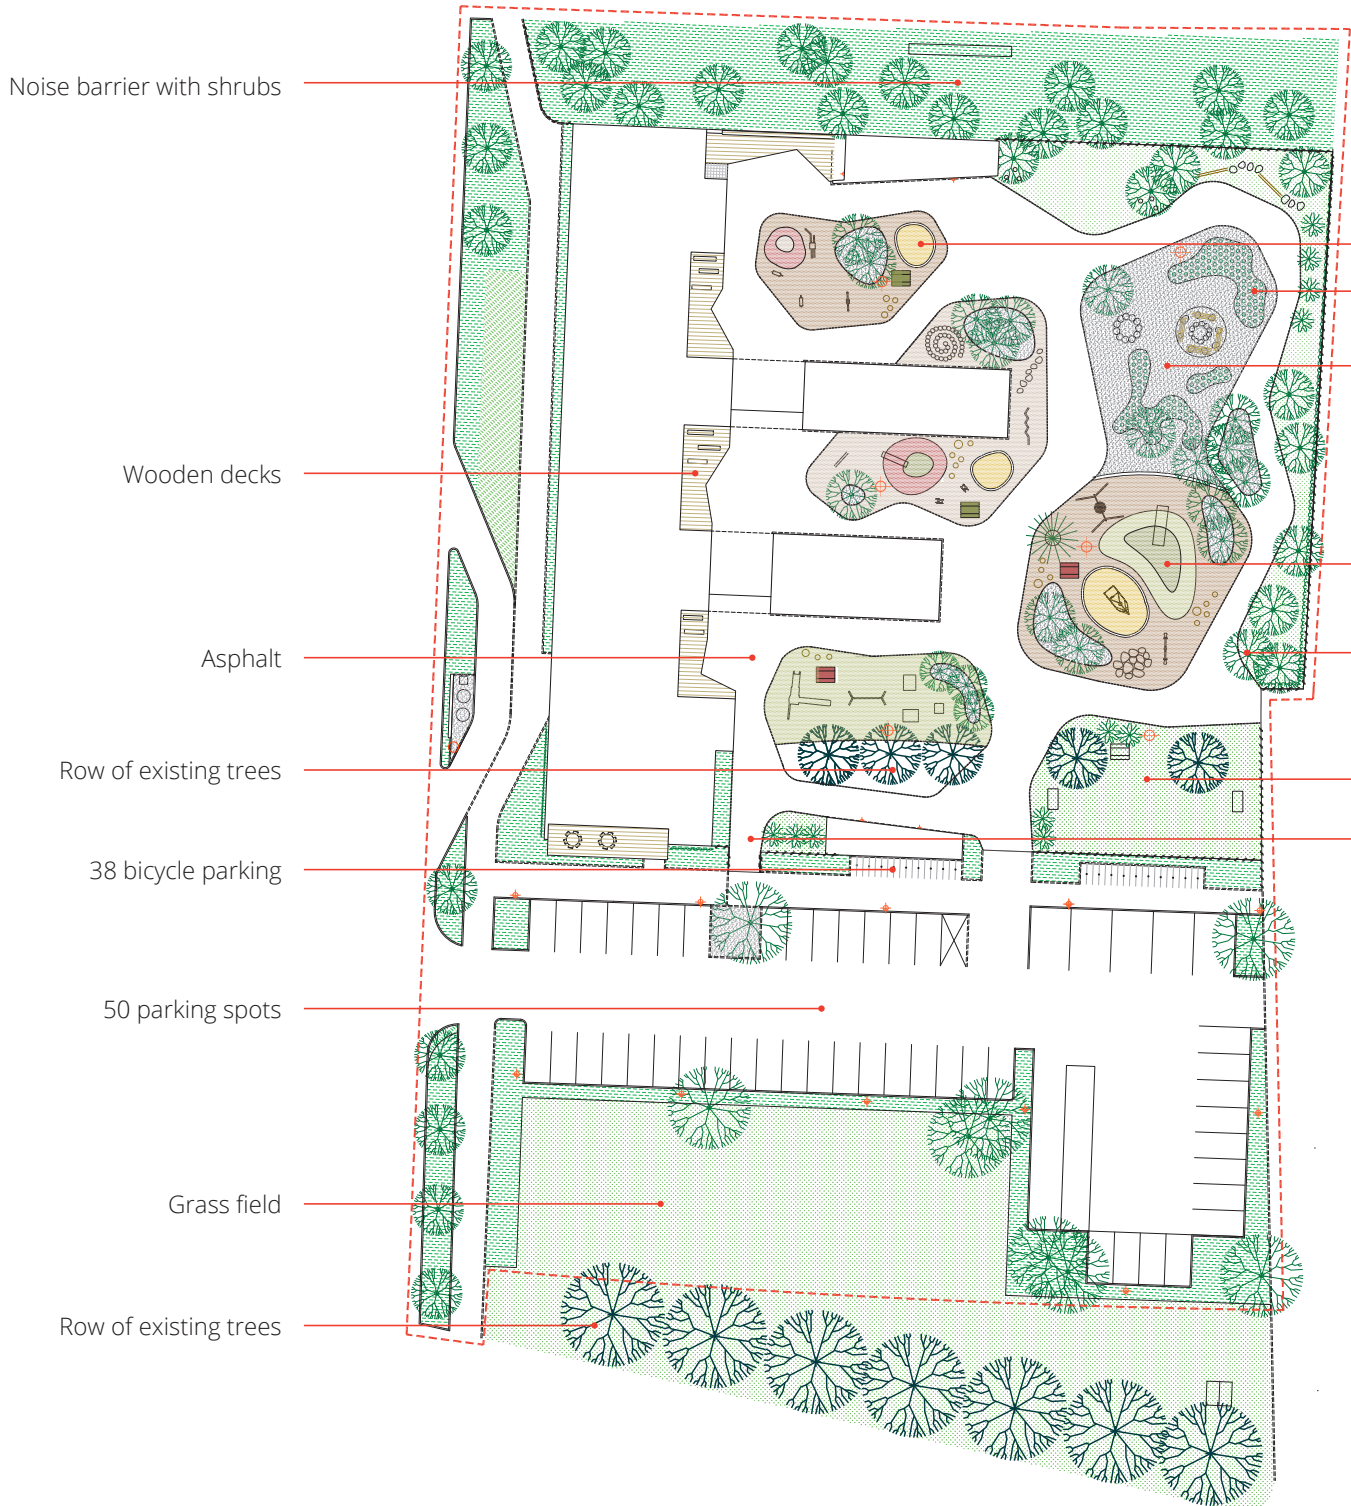 Noise barrier with shrubs
Wooden decks
Asphalt
Row of existing trees
38 bicycle parking
50 parking spots
Grass field
Row of existing trees